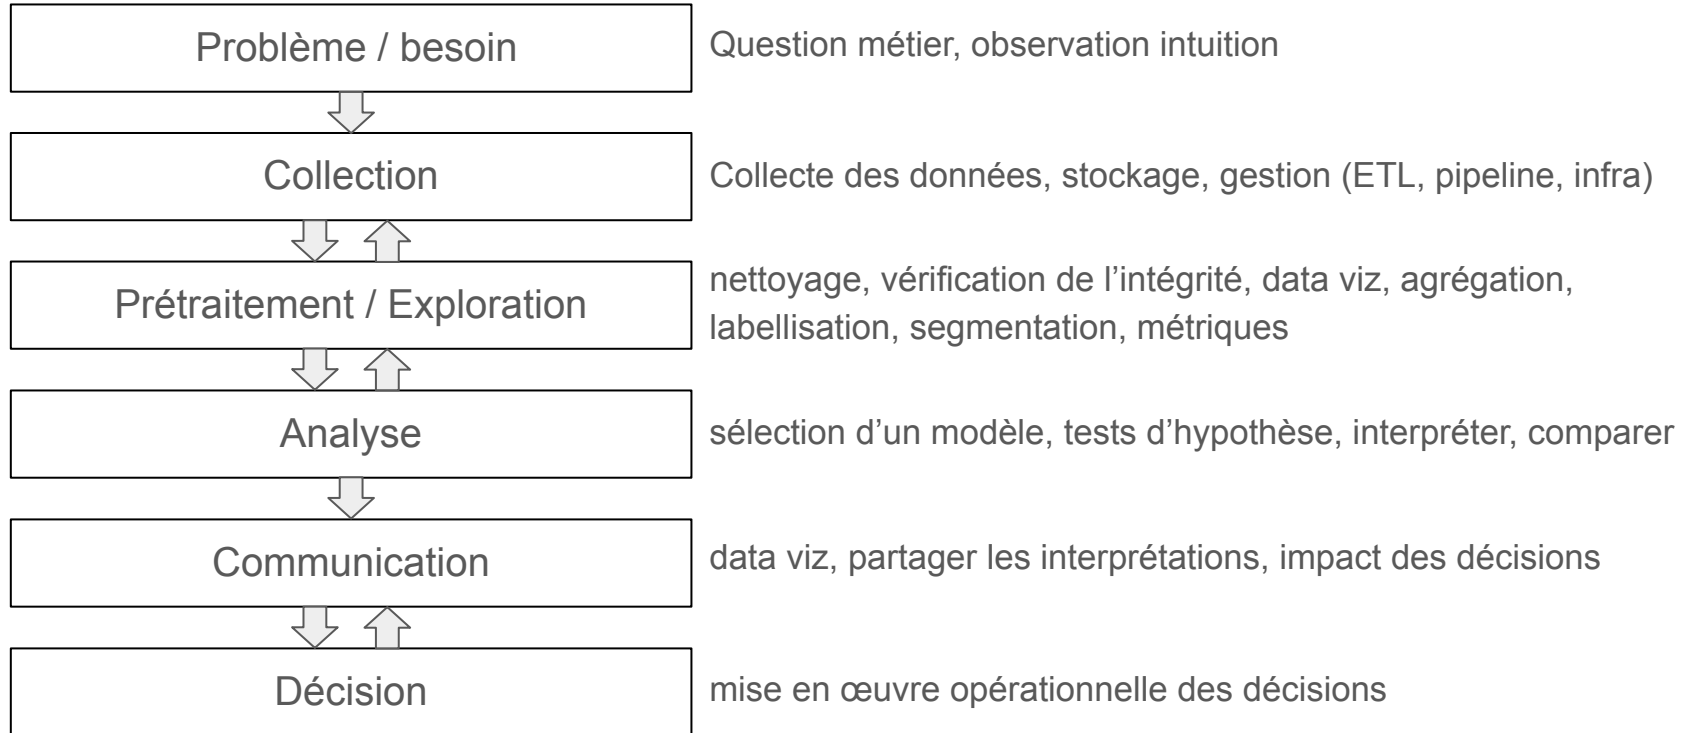 Problème / besoin
Question métier, observation intuition
Collection
Collecte des données, stockage, gestion (ETL, pipeline, infra)
Prétraitement / Exploration
nettoyage, vérification de l’intégrité, data viz, agrégation,
labellisation, segmentation, métriques
Analyse
sélection d’un modèle, tests d’hypothèse, interpréter, comparer
Communication
data viz, partager les interprétations, impact des décisions
Décision
mise en œuvre opérationnelle des décisions